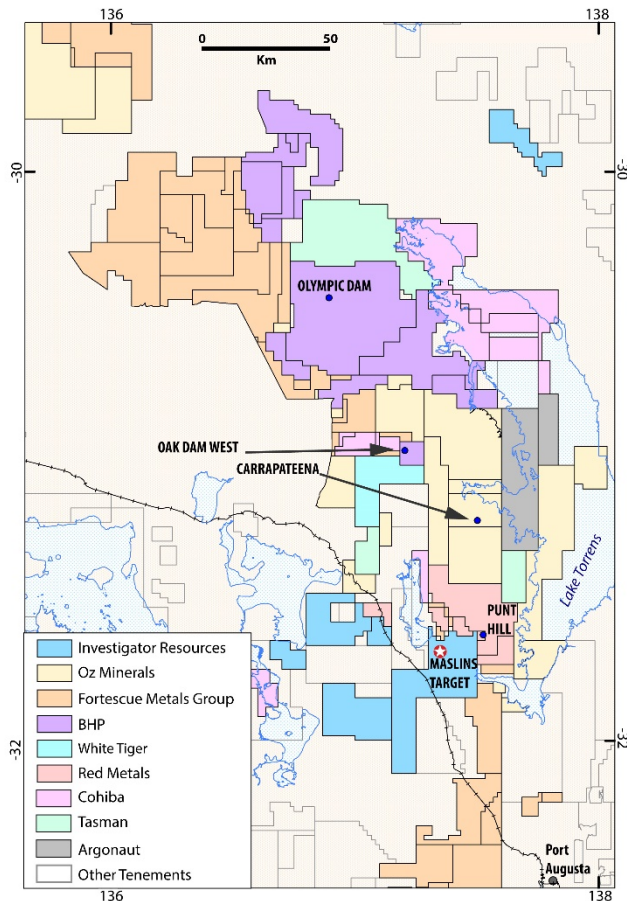 136
138
0
50
Km
-30
-30
OLYMPIC DAM
OAK DAM WEST
CARRAPATEENA
Lake Torrens
PUNT
HILL
MASLINS
TARGET
Investigator Resources
Oz Minerals
Fortescue Metals Group
BHP
White Tiger
Red Metals
Cohiba
Tasman
Argonaut
Other Tenements
-32
-32
Port
Augusta
136
138